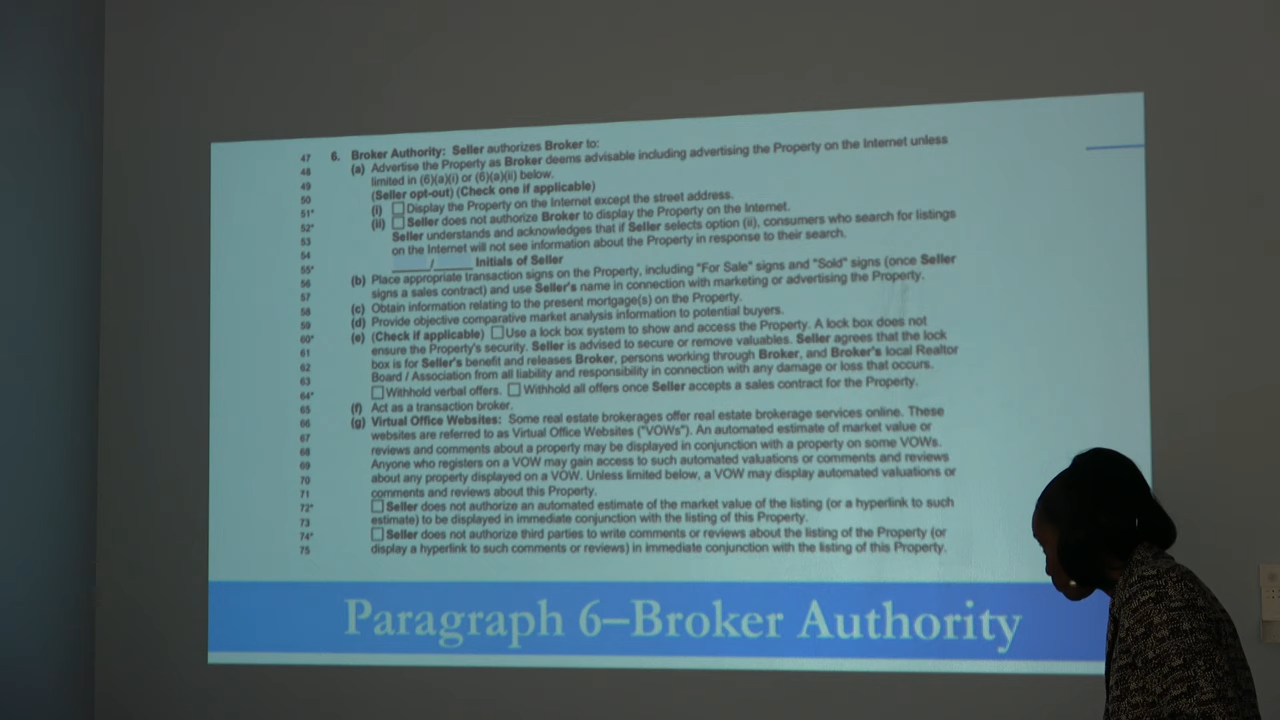 47 6. Broker Authority: Seller authorizes Broker to:
48 (a) Advertise the Property as Broker deems advisable including advertising the Property on the Internet unless
49 limited in (6)(a)(i) or (6)(a)(ii) below.
50 (Seller opt-out) (Check one if applicable)
51* (i) Display the Property on the Internet except the street address.
52* (ii) Seller does not authorize Broker to display the Property on the Internet.
53 Seller understands and acknowledges that if Seller selects option (ii), consumers who search for listings
54 on the Internet will not see information about the Property in response to their search.
55* _____/_____ Initials of Seller
56 (b) Place appropriate transaction signs on the Property, including "For Sale" signs and "Sold" signs (once Seller
57 signs a sales contract) and use Seller's name in connection with marketing or advertising the Property.
58 (c) Obtain information relating to the present mortgage(s) on the Property.
59 (d) Provide objective comparative market analysis information to potential buyers.
60* (e) (Check if applicable) Use a lock box system to show and access the Property. A lock box does not
61 ensure the Property's security. Seller is advised to secure or remove valuables. Seller agrees that the lock
62 box is for Seller's benefit and releases Broker, persons working through Broker, and Broker's local Realtor
63 Board / Association from all liability and responsibility in connection with any damage or loss that occurs.
64* Withhold verbal offers. Withhold all offers once Seller accepts a sales contract for the Property.
65 (f) Act as a transaction broker.
66 (g) Virtual Office Websites: Some real estate brokerages offer real estate brokerage services online. These
67 websites are referred to as Virtual Office Websites ("VOWs"). An automated estimate of market value or
68 reviews and comments about a property may be displayed in conjunction with a property on some VOWs.
69 Anyone who registers on a VOW may gain access to such automated valuations or comments and reviews
70 about any property displayed on a VOW. Unless limited below, a VOW may display automated valuations or
71 comments and reviews about this Property.
72* Seller does not authorize an automated estimate of the market value of the listing (or a hyperlink to such
73 estimate) to be displayed in immediate conjunction with the listing of this Property.
74* Seller does not authorize third parties to write comments or reviews about the listing of the Property (or
75 display a hyperlink to such comments or reviews) in immediate conjunction with the listing of this Property.
Paragraph 6–Broker Authority